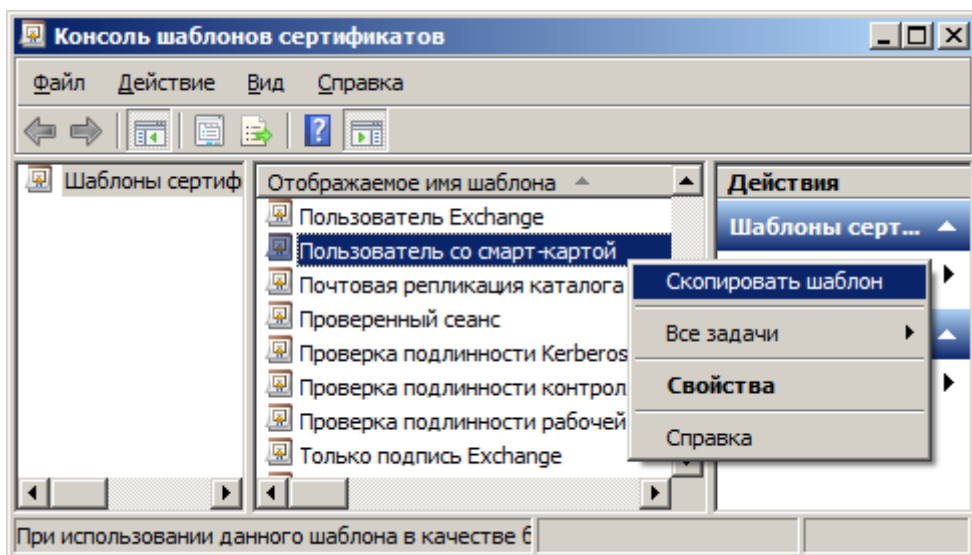 Консоль шаблонов сертификатов
Файл Действие Вид Справка
Шаблоны сертиф
Отображаемое имя шаблона
Пользователь Exchange
Пользователь со смарт-картой
Почтовая репликация каталога
Проверенный сеанс
Проверка подлинности Kerberos
Проверка подлинности контрол
Проверка подлинности рабочей
Только подпись Exchange
Действия
Шаблоны серт...
Скопировать шаблон
Все задачи
Свойства
Справка
При использовании данного шаблона в качестве б